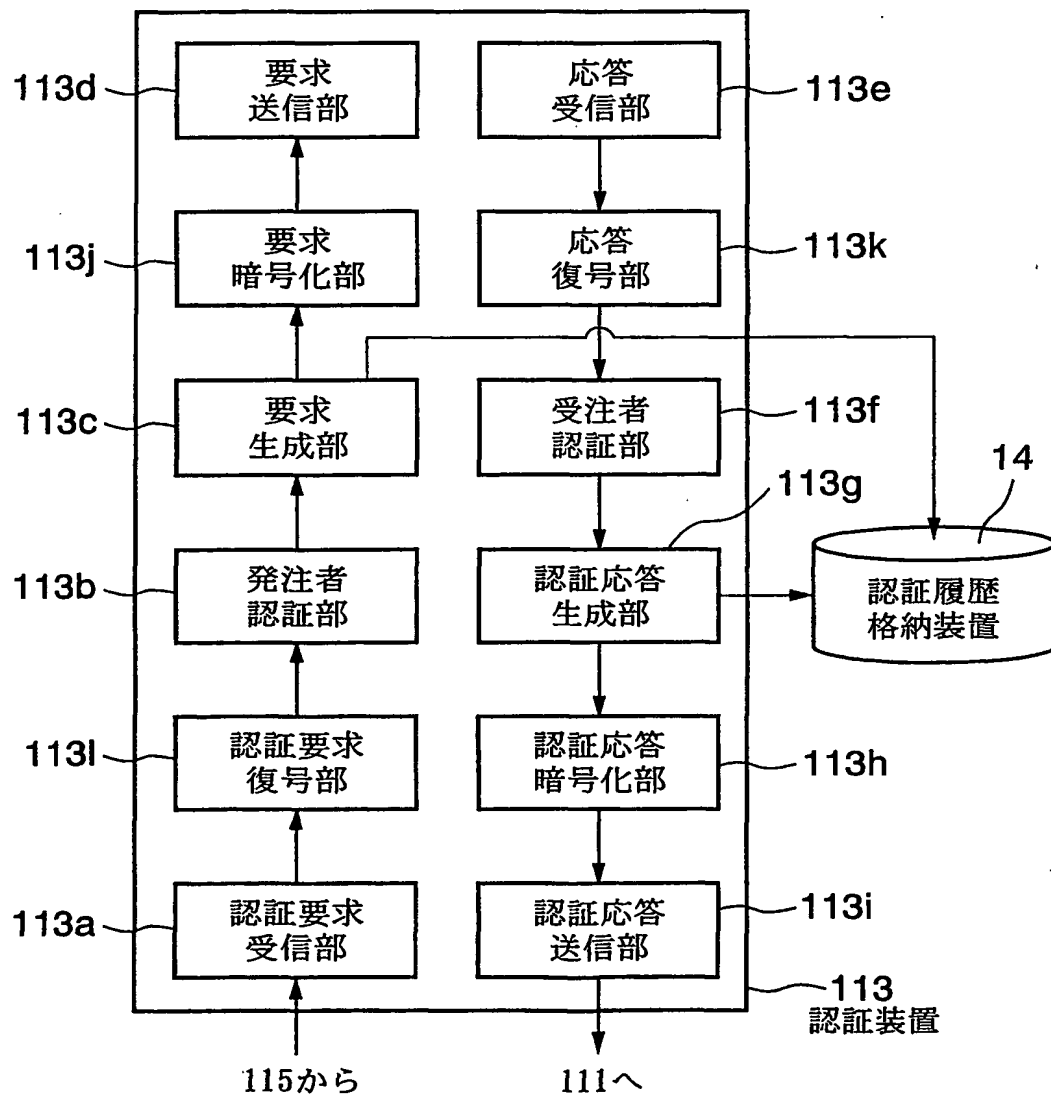 113d
要求
送信部
応答
受信部
113e
113j
要求
暗号化部
応答
復号部
113k
113c
要求
生成部
受注者
認証部
113f
113g
14
113b
発注者
認証部
認証応答
生成部
認証履歴
格納装置
113l
認証要求
復号部
認証応答
暗号化部
113h
113a
認証要求
受信部
認証応答
送信部
113i
113
認証装置
115から
111へ